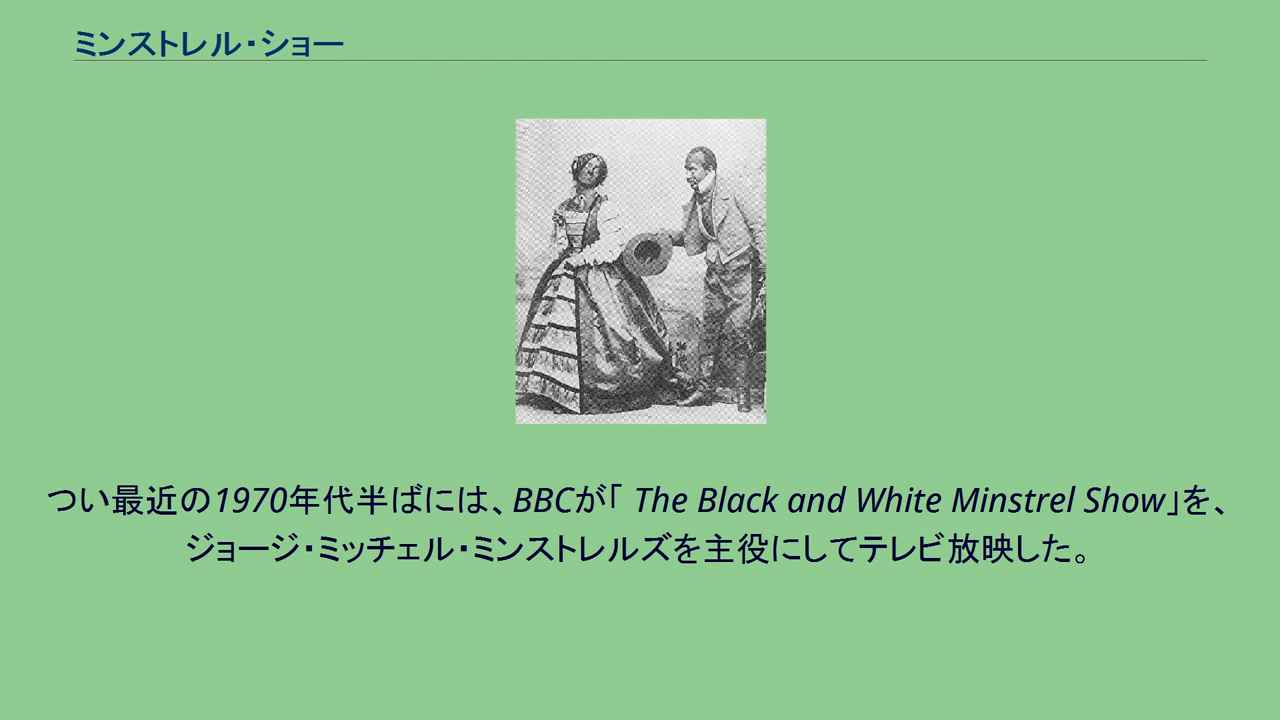 ミンストレル・ショー
つい最近の1970年代半ばには、BBCが「 The Black and White Minstrel Show」を、
ジョージ・ミッチェル・ミンストレルズを主役にしてテレビ放映した。